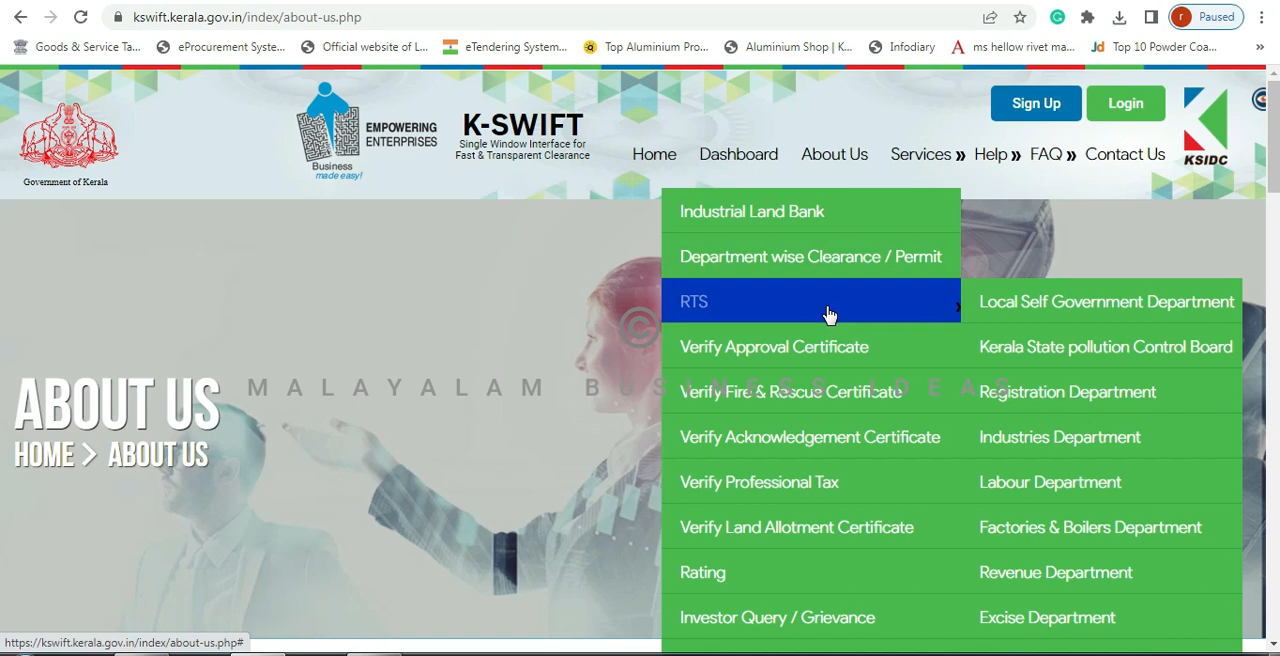 kswift.kerala.gov.in/index/about-us.php
r Paused
Goods & Service Ta...
eProcurement Syste...
Official website of L...
eTendering System...
Top Aluminium Pro...
Aluminium Shop | K...
Infodiary
ms hellow rivet ma...
Top 10 Powder Coa...
Government of Kerala
Business
made easy!
EMPOWERING
ENTERPRISES
K-SWIFT
Single Window Interface for
Fast & Transparent Clearance
Sign Up
Login
KSIDC
Home
Dashboard
About Us
Services »
Help »
FAQ »
Contact Us
Industrial Land Bank
Department wise Clearance / Permit
RTS
Verify Approval Certificate
Verify Fire & Rescue Certificate
Verify Acknowledgement Certificate
Verify Professional Tax
Verify Land Allotment Certificate
Rating
Investor Query / Grievance
Local Self Government Department
Kerala State pollution Control Board
Registration Department
Industries Department
Labour Department
Factories & Boilers Department
Revenue Department
Excise Department
ABOUT US
HOME > ABOUT US
©
MALAYALAM BUSINESS IDEAS
https://kswift.kerala.gov.in/index/about-us.php#